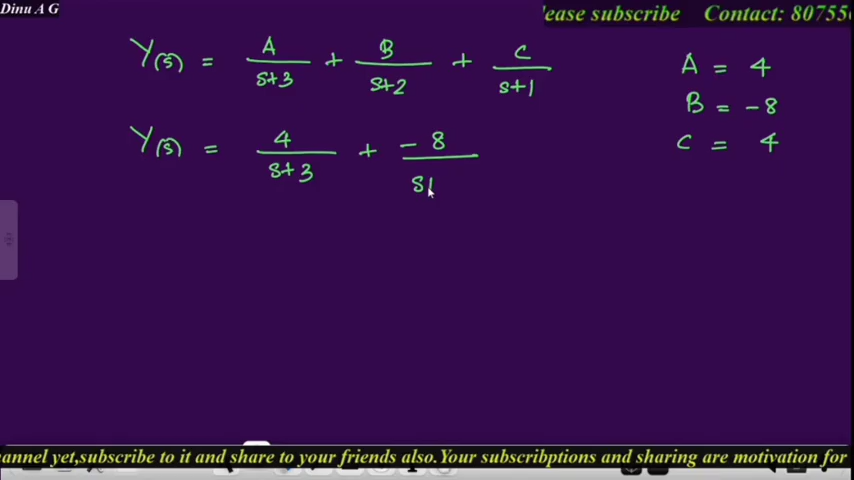 Dinu A G
lease subscribe Contact: 80755
Y(s) = A/s+3 + B/s+2 + C/s+1
A = 4
B = -8
C = 4
Y(s) = 4/s+3 + -8/s
annel yet,subscribe to it and share to your friends also.Your subscribptions and sharing are motivation for